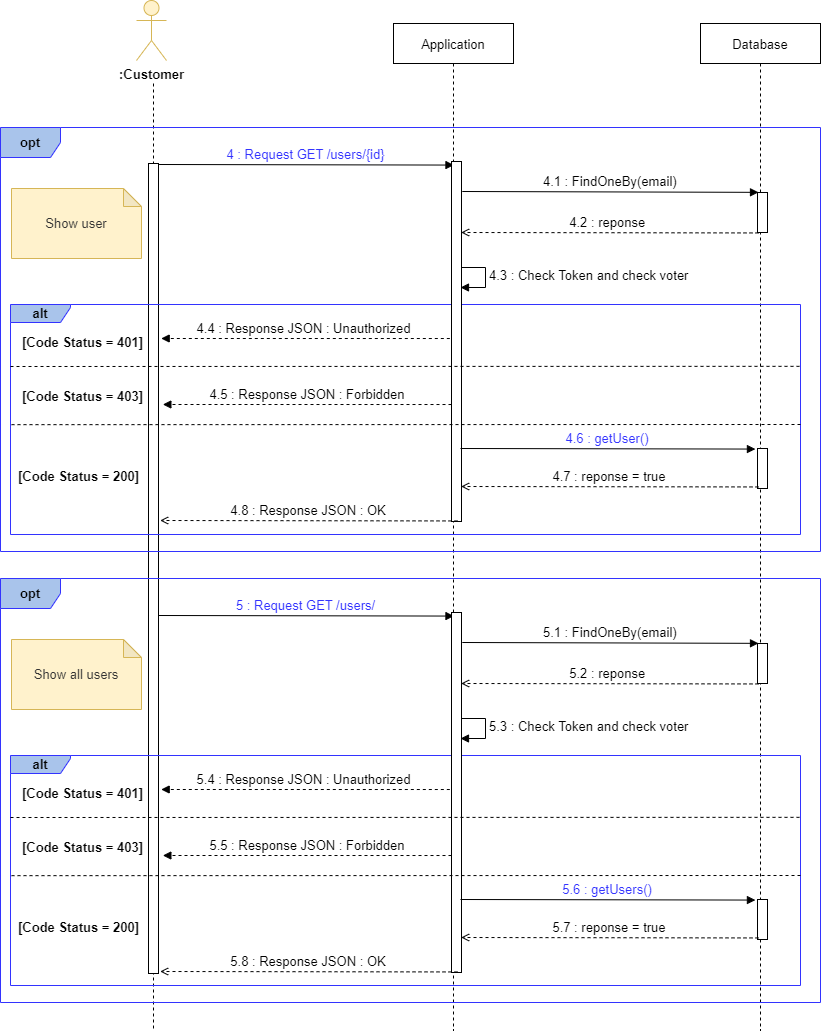 :Customer
Application
Database
opt
4 : Request GET /users/{id}
4.1 : FindOneBy(email)
Show user
4.2 : reponse
4.3 : Check Token and check voter
alt
4.4 : Response JSON : Unauthorized
[Code Status = 401]
4.5 : Response JSON : Forbidden
[Code Status = 403]
4.6 : getUser()
[Code Status = 200]
4.7 : reponse = true
4.8 : Response JSON : OK
opt
5 : Request GET /users/
5.1 : FindOneBy(email)
Show all users
5.2 : reponse
5.3 : Check Token and check voter
alt
5.4 : Response JSON : Unauthorized
[Code Status = 401]
5.5 : Response JSON : Forbidden
[Code Status = 403]
5.6 : getUsers()
[Code Status = 200]
5.7 : reponse = true
5.8 : Response JSON : OK